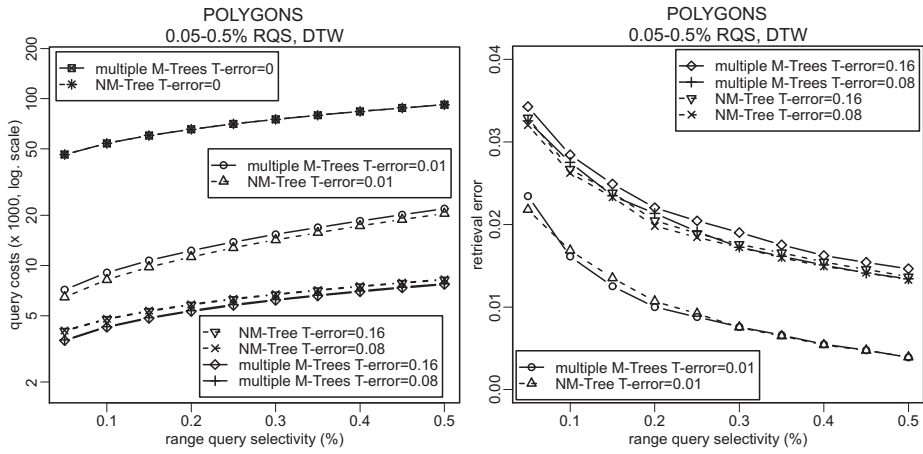 POLYGONS
0.05-0.5% RQS, DTW
query costs (x 1000, log. scale)
200
100
50
20
10
5
2
multiple M-Trees T-error=0
NM-Tree T-error=0
multiple M-Trees T-error=0.01
NM-Tree T-error=0.01
NM-Tree T-error=0.16
NM-Tree T-error=0.08
multiple M-Trees T-error=0.16
multiple M-Trees T-error=0.08
0.1 0.2 0.3 0.4 0.5
range query selectivity (%)
POLYGONS
0.05-0.5% RQS, DTW
retrieval error
0.04
0.03
0.02
0.01
0.00
multiple M-Trees T-error=0.16
multiple M-Trees T-error=0.08
NM-Tree T-error=0.16
NM-Tree T-error=0.08
multiple M-Trees T-error=0.01
NM-Tree T-error=0.01
0.1 0.2 0.3 0.4 0.5
range query selectivity (%)